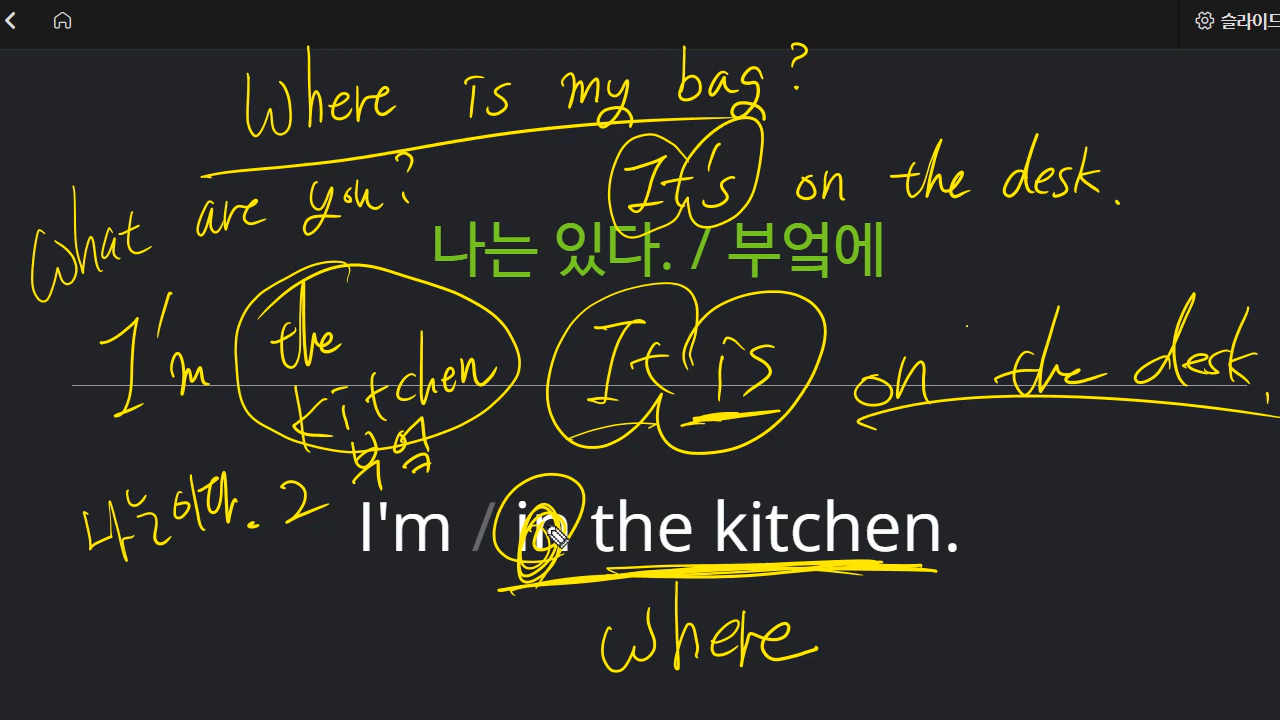 슬라이드
Where is my bag?
What are you?
It's on the desk.
나는 있다. / 부엌에
I'm the kitchen
It is on the desk.
부엌
나는 이다. 2
I'm / in the kitchen.
where